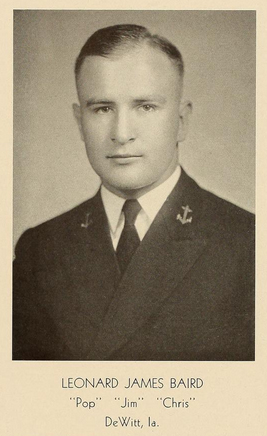 LEONARD JAMES BAIRD
"Pop" "Jim" "Chris"
DeWitt, Ia.